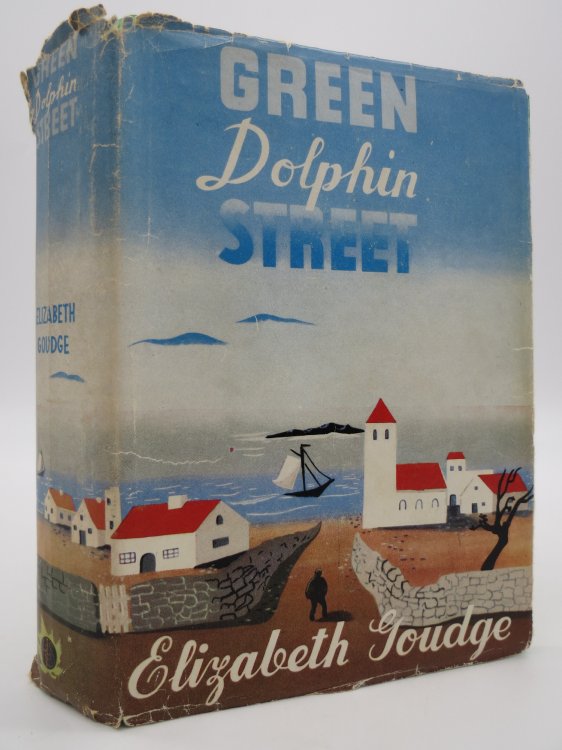 GREEN
Dolphin
STREET
ELIZABETH
GOUDGE
GREEN
Dolphin
STREET
Elizabeth Goudge